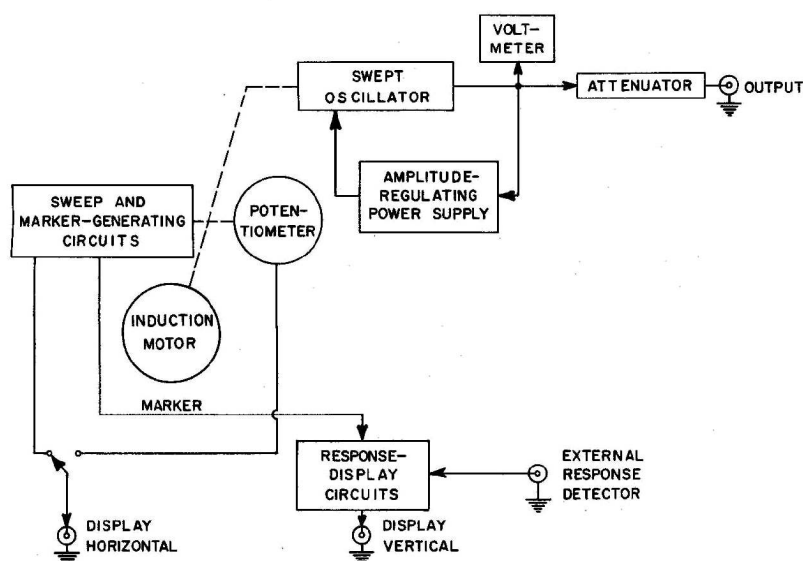 VOLT-
METER
SWEPT
OSCILLATOR
ATTENUATOR
OUTPUT
AMPLITUDE-
REGULATING
POWER SUPPLY
SWEEP AND
MARKER-GENERATING
CIRCUITS
POTEN-
TIOMETER
INDUCTION
MOTOR
MARKER
RESPONSE-
DISPLAY
CIRCUITS
EXTERNAL
RESPONSE
DETECTOR
DISPLAY
HORIZONTAL
DISPLAY
VERTICAL